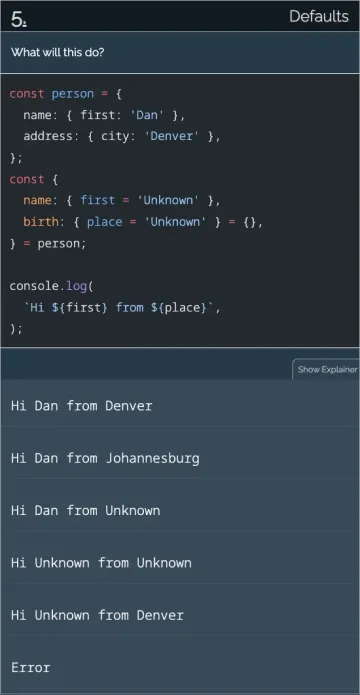 5.
Defaults
What will this do?
const person = {
  name: { first: 'Dan' },
  address: { city: 'Denver' },
};
const {
  name: { first = 'Unknown' },
  birth: { place = 'Unknown' } = {},
} = person;

console.log(
  `Hi ${first} from ${place}`,
);
Show Explainer
Hi Dan from Denver
Hi Dan from Johannesburg
Hi Dan from Unknown
Hi Unknown from Unknown
Hi Unknown from Denver
Error